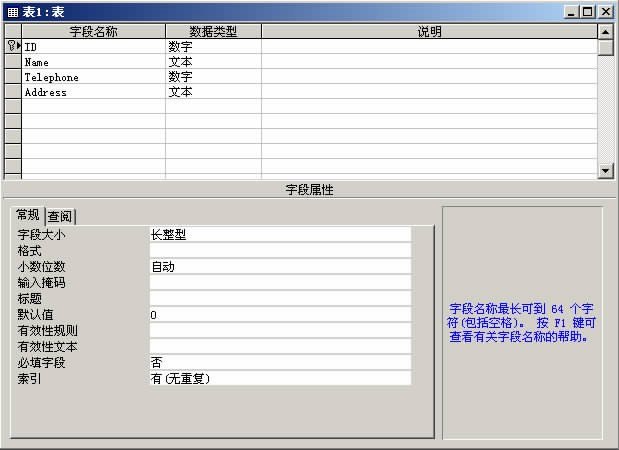 表1:表
字段名称 数据类型 说明
ID 数字
Name 文本
Telephone 数字
Address 文本
字段属性
常规 查阅
字段大小 长整型
格式
小数位数 自动
输入掩码
标题
默认值 0
有效性规则
有效性文本
必填字段 否
索引 有(无重复)
字段名称最长可到 64 个字
符(包括空格)。 按 F1 键可
查看有关字段名称的帮助。